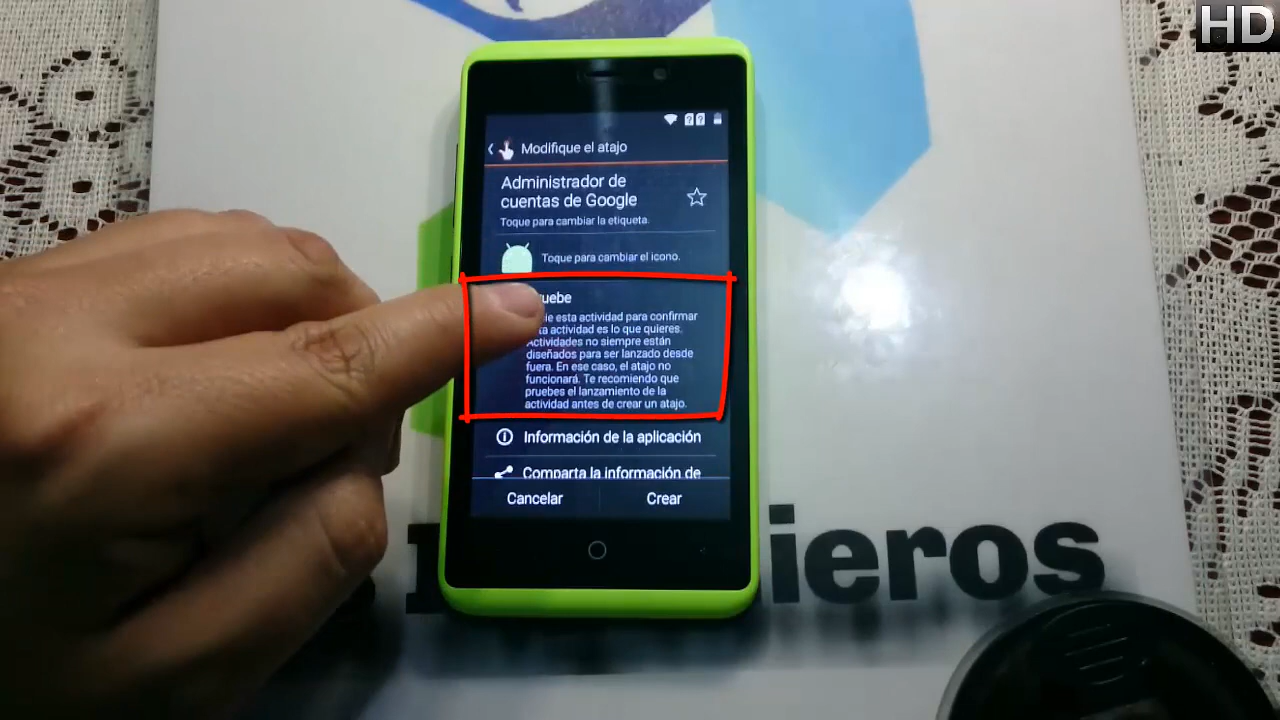 HD
Modifique el atajo
Administrador de
cuentas de Google
Toque para cambiar la etiqueta.
Toque para cambiar el icono.
esta actividad para confirmar
actividad es lo que quieres.
Actividades no siempre están
diseñados para ser lanzado desde
fuera. En ese caso, el atajo no
funcionará. Te recomiendo que
pruebes el lanzamiento de la
actividad antes de crear un atajo.
Información de la aplicación
Comparta la información de
Cancelar
Crear
ieros